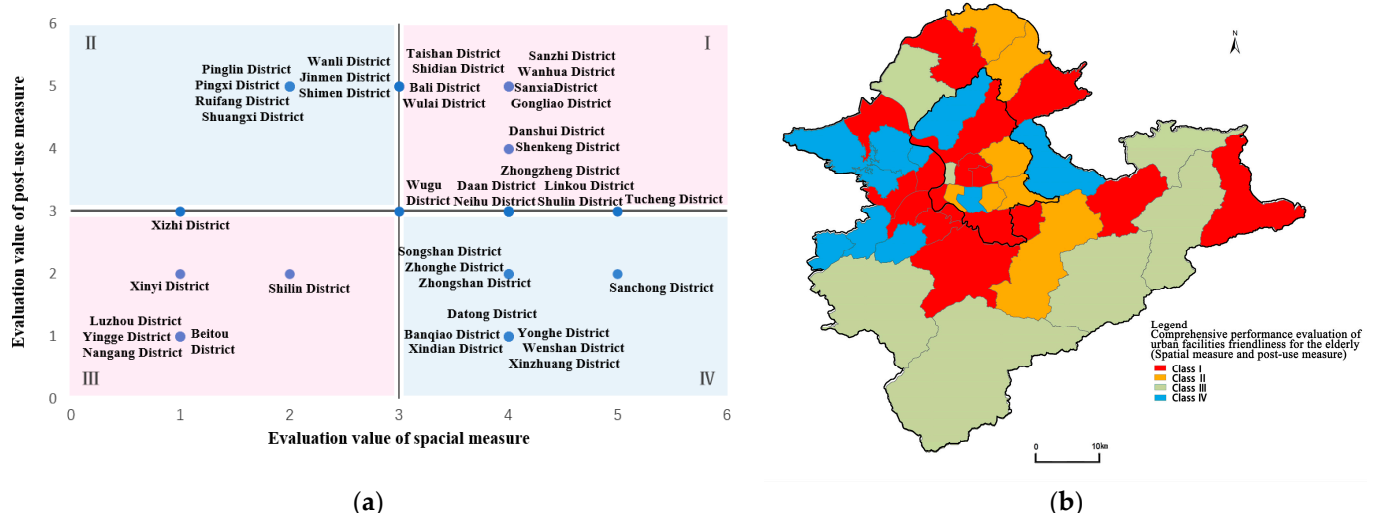 Evaluation value of post-use measure
6
5
4
3
2
1
0
II
I
Pinglin District
Pingxi District
Ruifang District
Shuangxi District
Wanli District
Jinmen District
Shimen District
Taishan District
Shidian District
Bali District
Wulai District
Sanzhi District
Wanhua District
SanxiaDistrict
Gongliao District
Danshui District
Shenkeng District
Zhongzheng District
Wugu
District
Daan District
Neihu District
Linkou District
Shulin District
Tucheng District
Xizhi District
Xinyi District
Shilin District
Luzhou District
Yingge District
Nangang District
Beitou
District
Songshan District
Zhonghe District
Zhongshan District
Sanchong District
Datong District
Banqiao District
Xindian District
Yonghe District
Wenshan District
Xinzhuang District
III
IV
0
1
2
3
4
5
6
Evaluation value of spacial measure
(a)
N
Legend
Comprehensive performance evaluation of
urban facilities friendliness for the elderly
(Spatial measure and post-use measure)
Class I
Class II
Class III
Class IV
0
10km
(b)